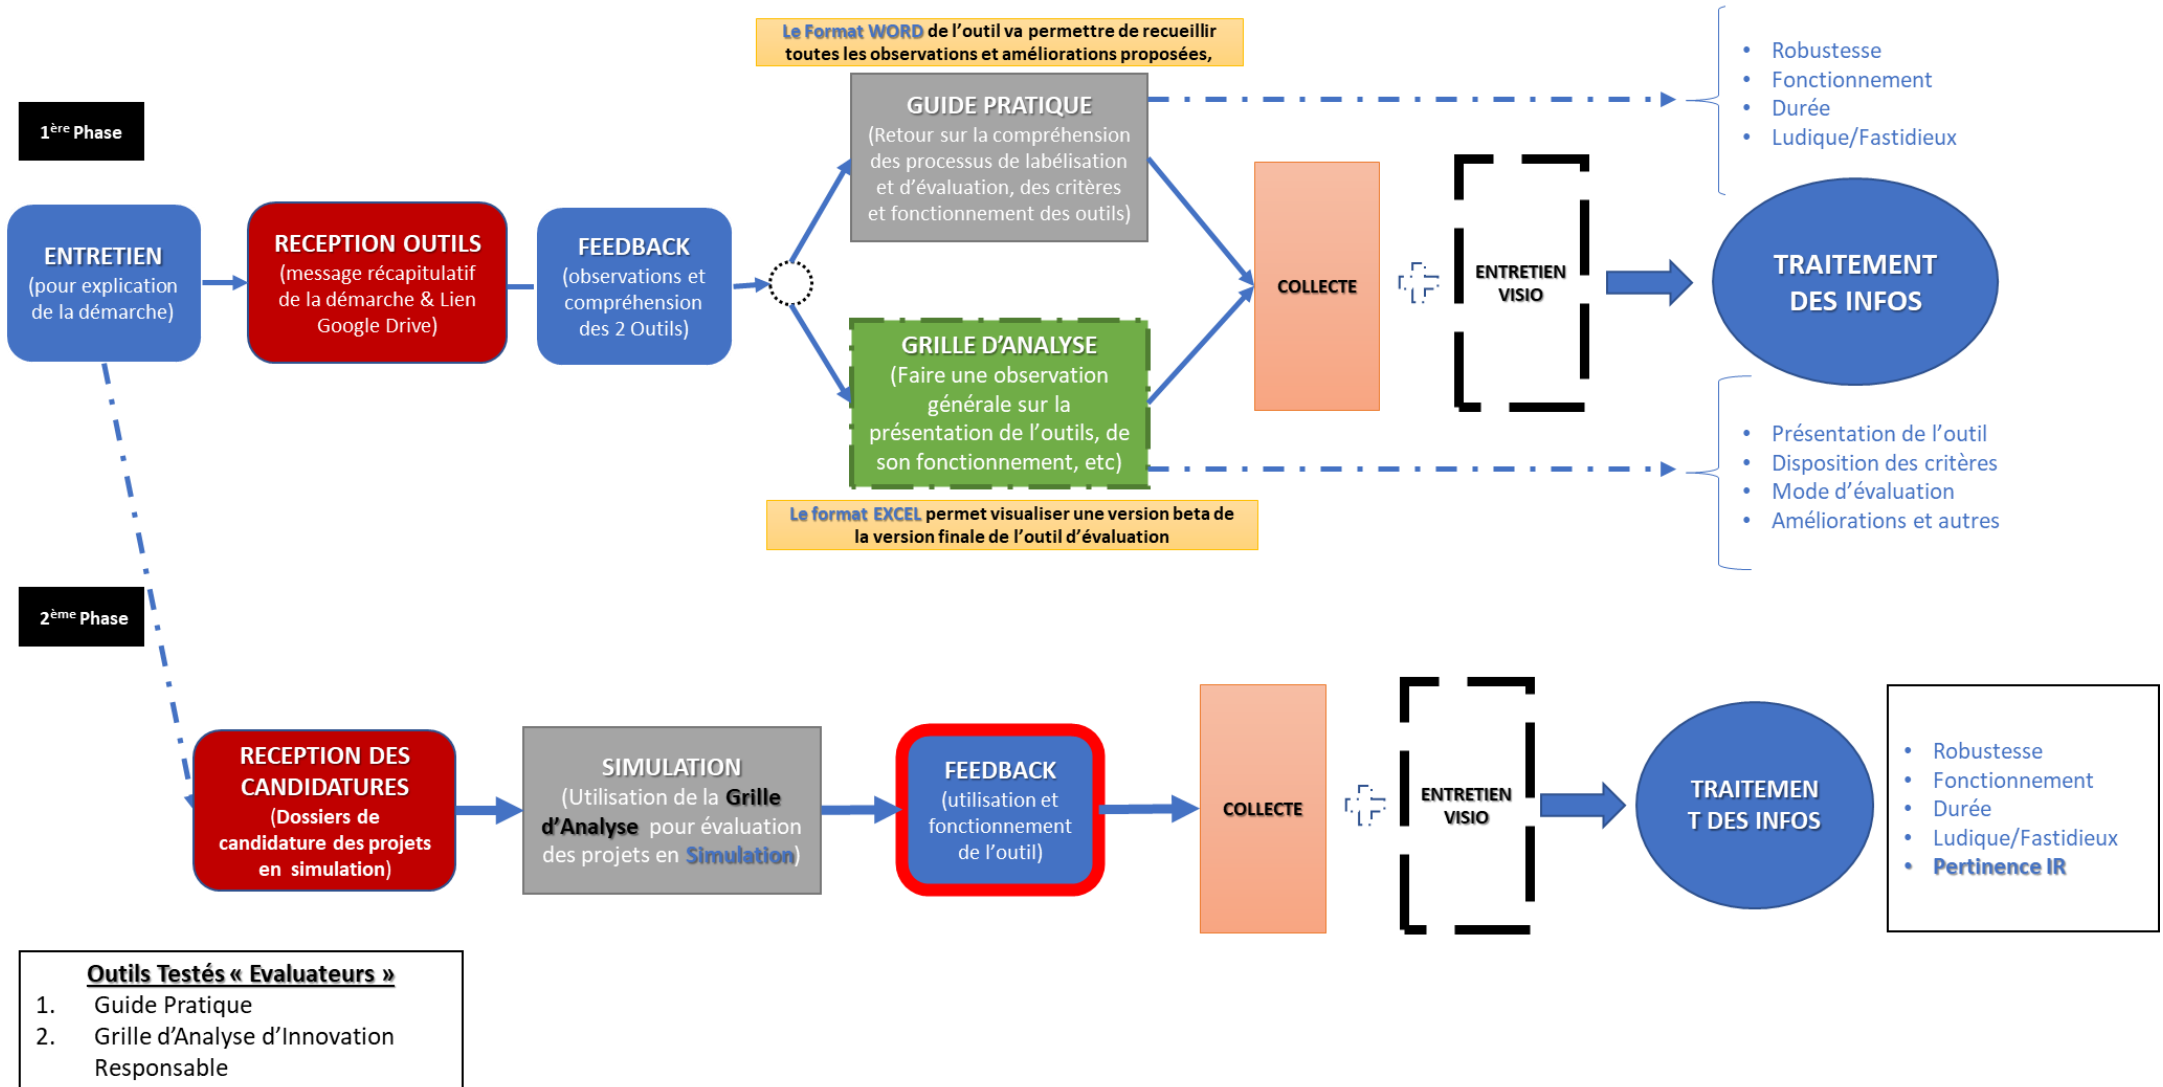 Le Format WORD de l’outil va permettre de recueillir
toutes les observations et améliorations proposées,
1ère Phase
ENTRETIEN
(pour explication
de la démarche)
RECEPTION OUTILS
(message récapitulatif
de la démarche & Lien
Google Drive)
FEEDBACK
(observations et
compréhension
des 2 Outils)
GUIDE PRATIQUE
(Retour sur la compréhension
des processus de labélisation
et d’évaluation, des critères
et fonctionnement des outils)
GRILLE D’ANALYSE
(Faire une observation
générale sur la
présentation de l’outils, de
son fonctionnement, etc)
Le format EXCEL permet visualiser une version beta de
la version finale de l’outil d’évaluation
COLLECTE
ENTRETIEN
VISIO
TRAITEMENT
DES INFOS
• Robustesse
• Fonctionnement
• Durée
• Ludique/Fastidieux
• Présentation de l’outil
• Disposition des critères
• Mode d’évaluation
• Améliorations et autres
2ème Phase
RECEPTION DES
CANDIDATURES
(Dossiers de
candidature des projets
en simulation)
SIMULATION
(Utilisation de la Grille
d’Analyse pour évaluation
des projets en Simulation)
FEEDBACK
(utilisation et
fonctionnement
de l’outil)
COLLECTE
ENTRETIEN
VISIO
TRAITEMEN
T DES INFOS
• Robustesse
• Fonctionnement
• Durée
• Ludique/Fastidieux
• Pertinence IR
Outils Testés « Evaluateurs »
1. Guide Pratique
2. Grille d’Analyse d’Innovation
Responsable